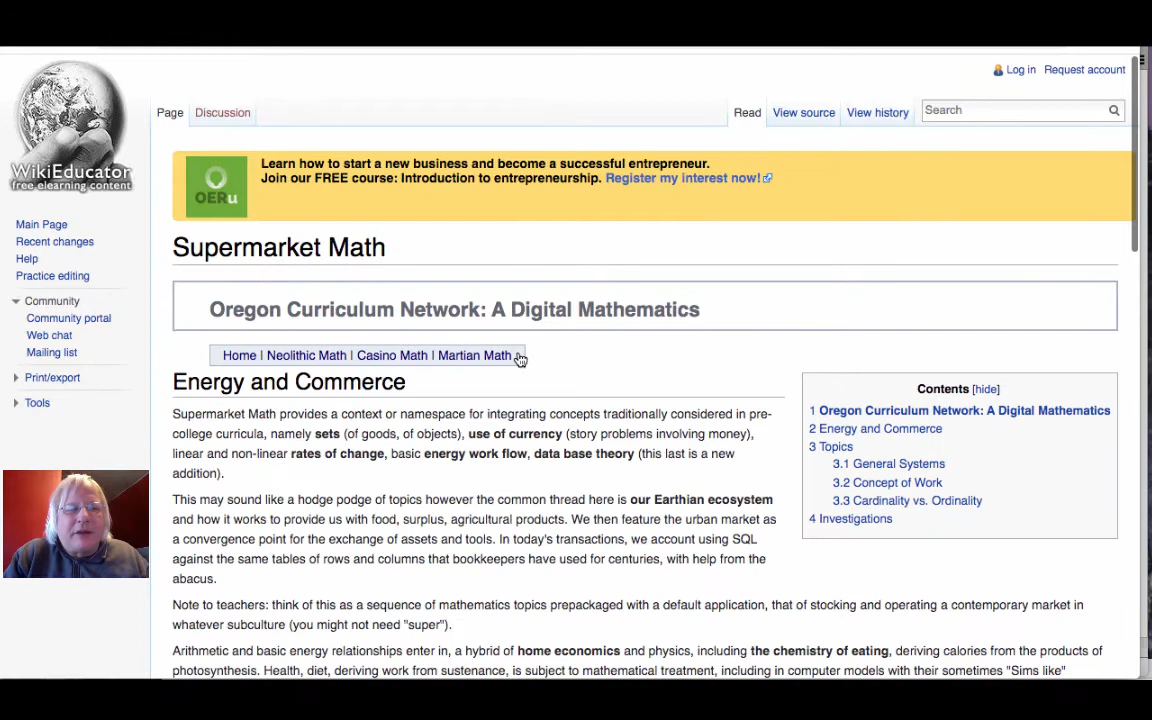 Log in Request account
Page Discussion Read View source View history Search
WikiEducator
free elearning content
Learn how to start a new business and become a successful entrepreneur.
Join our FREE course: Introduction to entrepreneurship. Register my interest now!
OERu
Main Page
Recent changes
Help
Practice editing
Community
Community portal
Web chat
Mailing list
Print/export
Tools
Supermarket Math
Oregon Curriculum Network: A Digital Mathematics
Home | Neolithic Math | Casino Math | Martian Math
Energy and Commerce
Supermarket Math provides a context or namespace for integrating concepts traditionally considered in pre-
college curricula, namely sets (of goods, of objects), use of currency (story problems involving money),
linear and non-linear rates of change, basic energy work flow, data base theory (this last is a new
addition).
This may sound like a hodge podge of topics however the common thread here is our Earthian ecosystem
and how it works to provide us with food, surplus, agricultural products. We then feature the urban market as
a convergence point for the exchange of assets and tools. In today's transactions, we account using SQL
against the same tables of rows and columns that bookkeepers have used for centuries, with help from the
abacus.
Contents [hide]
1 Oregon Curriculum Network: A Digital Mathematics
2 Energy and Commerce
3 Topics
3.1 General Systems
3.2 Concept of Work
3.3 Cardinality vs. Ordinality
4 Investigations
Note to teachers: think of this as a sequence of mathematics topics prepackaged with a default application, that of stocking and operating a contemporary market in
whatever subculture (you might not need "super").
Arithmetic and basic energy relationships enter in, a hybrid of home economics and physics, including the chemistry of eating, deriving calories from the products of
photosynthesis. Health, diet, deriving work from sustenance, is subject to mathematical treatment, including in computer models with their sometimes "Sims like"